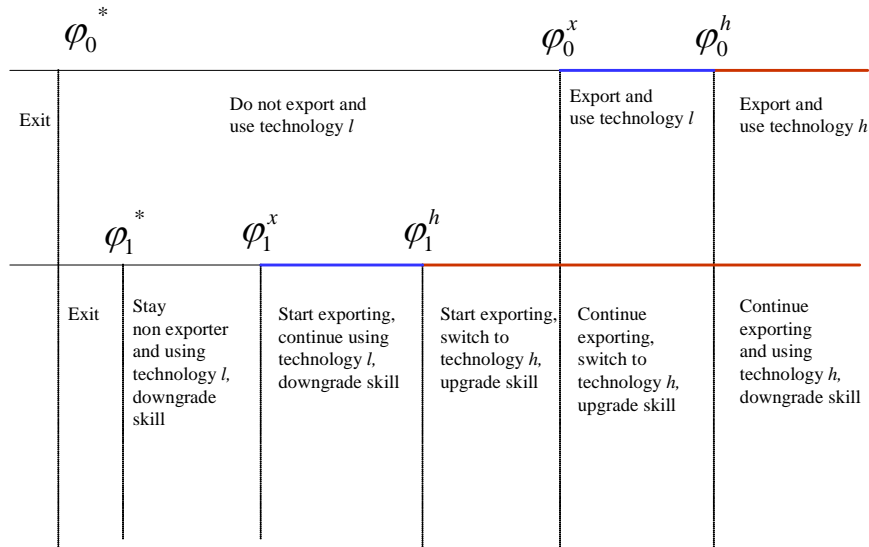 φ₀* φ₀ˣ φ₀ʰ
Exit
Do not export and
use technology l
Export and
use technology l
Export and
use technology h
φ₁* φ₁ˣ φ₁ʰ
Exit
Stay
non exporter
and using
technology l,
downgrade
skill
Start exporting,
continue using
technology l,
downgrade skill
Start exporting,
switch to
technology h,
upgrade skill
Continue
exporting,
switch to
technology h,
upgrade skill
Continue
exporting
and using
technology h,
downgrade skill